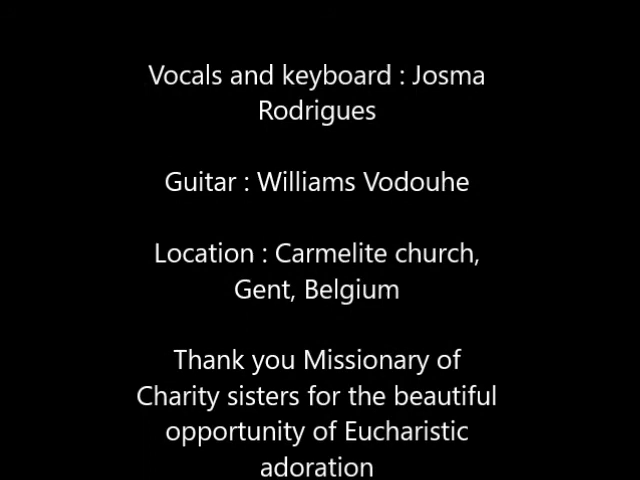 Vocals and keyboard : Josma
Rodrigues
Guitar : Williams Vodouhe
Location : Carmelite church,
Gent, Belgium
Thank you Missionary of
Charity sisters for the beautiful
opportunity of Eucharistic
adoration